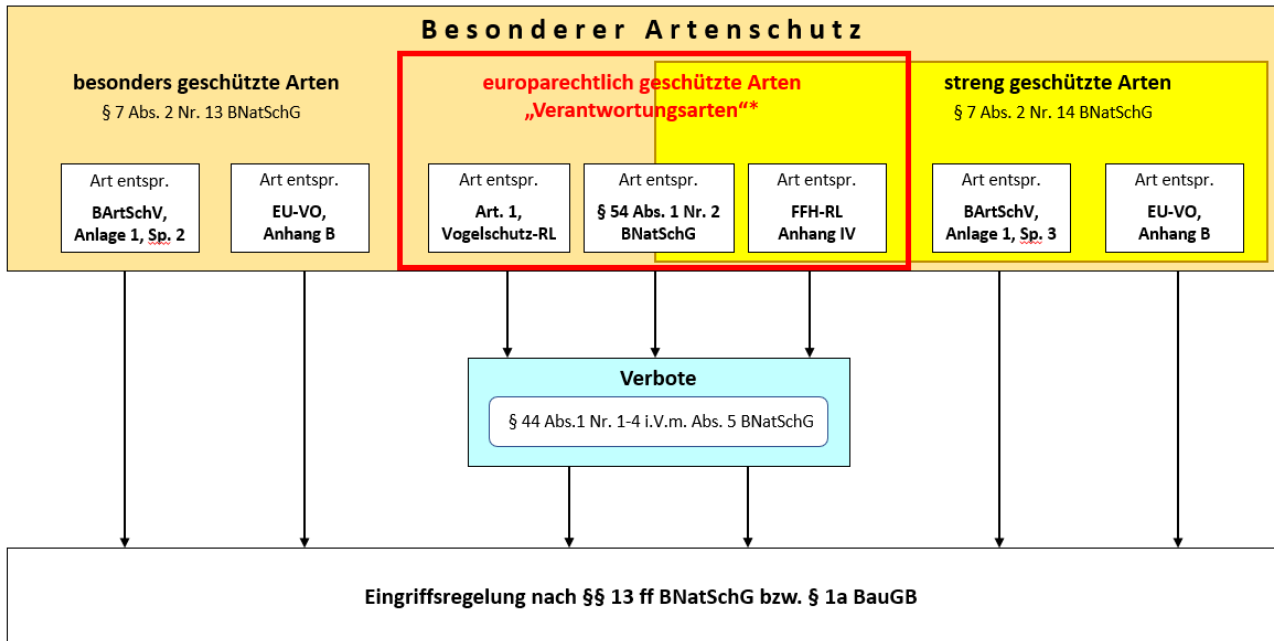 Besonderer Artenschutz
besonders geschützte Arten
§ 7 Abs. 2 Nr. 13 BNatSchG
europarechtlich geschützte Arten
„Verantwortungsarten“*
streng geschützte Arten
§ 7 Abs. 2 Nr. 14 BNatSchG
Art entspr.
BArtSchV,
Anlage 1, Sp. 2
Art entspr.
EU-VO,
Anhang B
Art entspr.
Art. 1,
Vogelschutz-RL
Art entspr.
§ 54 Abs. 1 Nr. 2
BNatSchG
Art entspr.
FFH-RL
Anhang IV
Art entspr.
BArtSchV,
Anlage 1, Sp. 3
Art entspr.
EU-VO,
Anhang B
Verbote
§ 44 Abs.1 Nr. 1-4 i.V.m. Abs. 5 BNatSchG
Eingriffsregelung nach §§ 13 ff BNatSchG bzw. § 1a BauGB